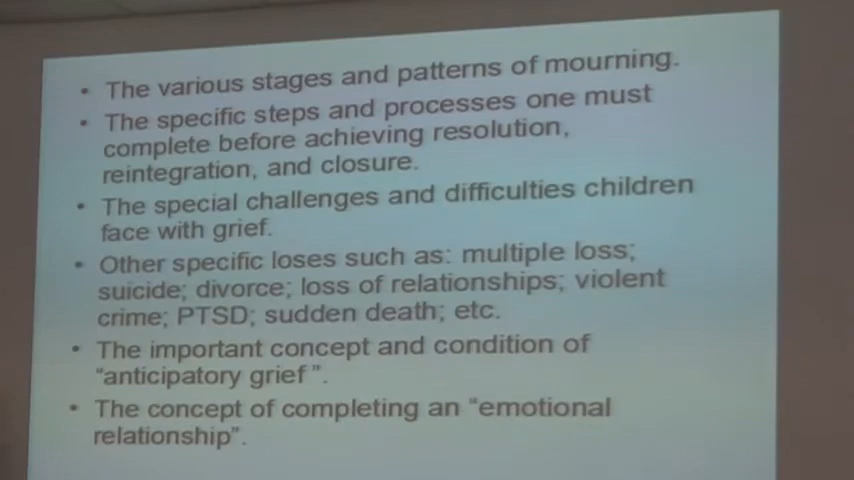 • The various stages and patterns of mourning.
• The specific steps and processes one must
complete before achieving resolution,
reintegration, and closure.
• The special challenges and difficulties children
face with grief.
• Other specific loses such as: multiple loss;
suicide; divorce; loss of relationships; violent
crime; PTSD; sudden death; etc.
• The important concept and condition of
“anticipatory grief ”.
• The concept of completing an “emotional
relationship”.